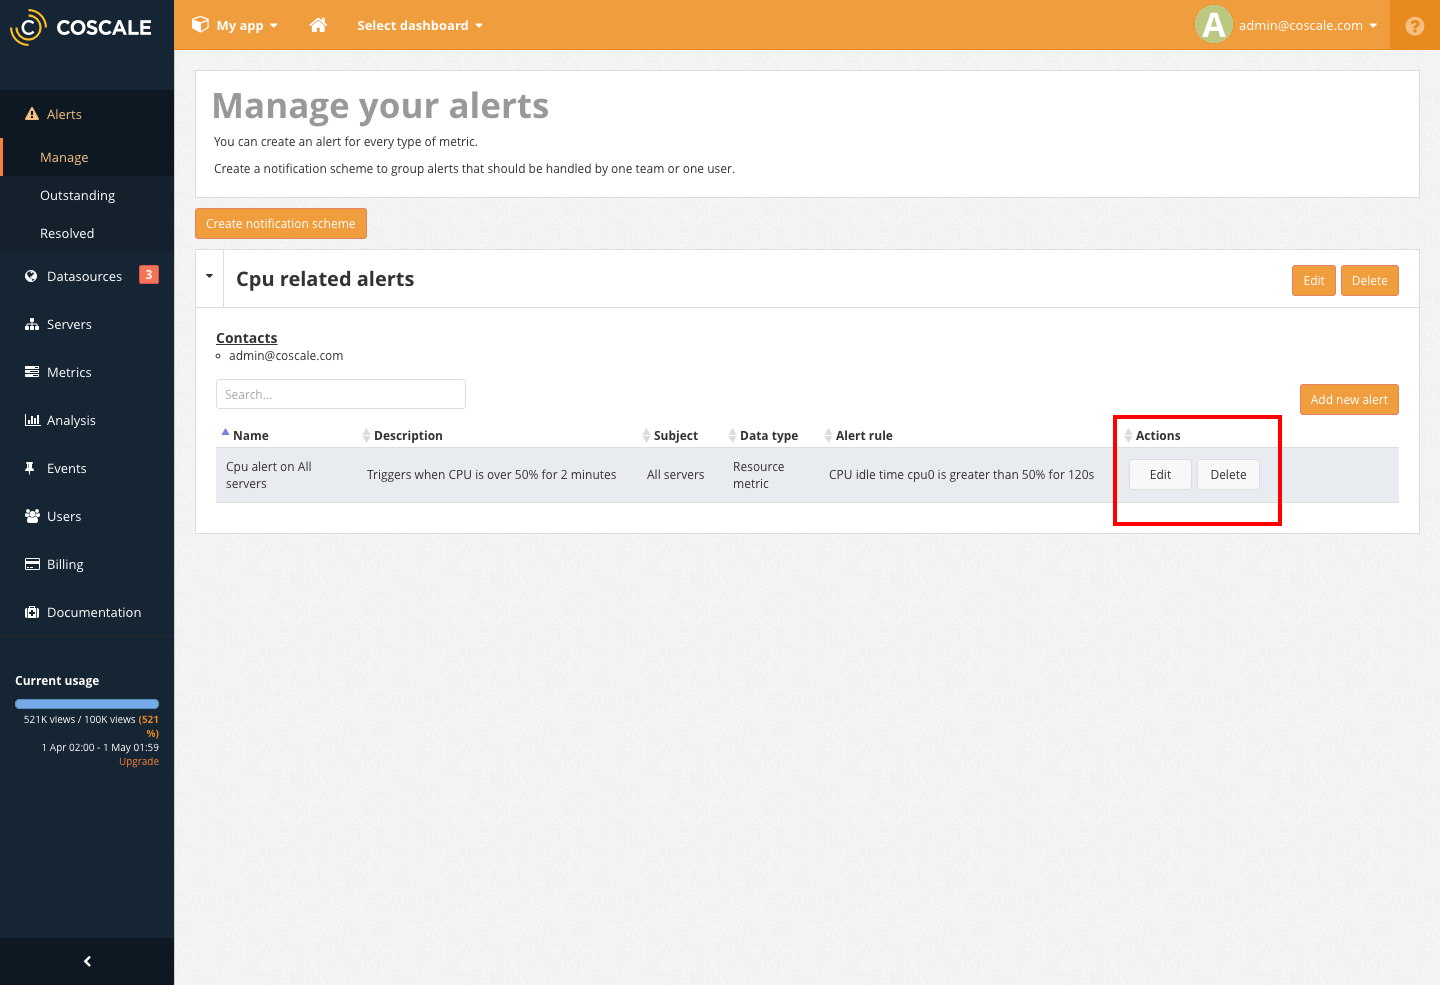 COSCALE
My app
Select dashboard
A
admin@coscale.com
?
Alerts
Manage
Outstanding
Resolved
Datasources 3
Servers
Metrics
Analysis
Events
Users
Billing
Documentation
Current usage
521K views / 100K views (521
%)
1 Apr 02:00 - 1 May 01:59
Upgrade
Manage your alerts
You can create an alert for every type of metric.
Create a notification scheme to group alerts that should be handled by one team or one user.
Create notification scheme
Cpu related alerts
Edit
Delete
Contacts
admin@coscale.com
Search...
Add new alert
Name Description Subject Data type Alert rule Actions
Cpu alert on All
servers
Triggers when CPU is over 50% for 2 minutes
All servers
Resource
metric
CPU idle time cpu0 is greater than 50% for 120s
Edit
Delete